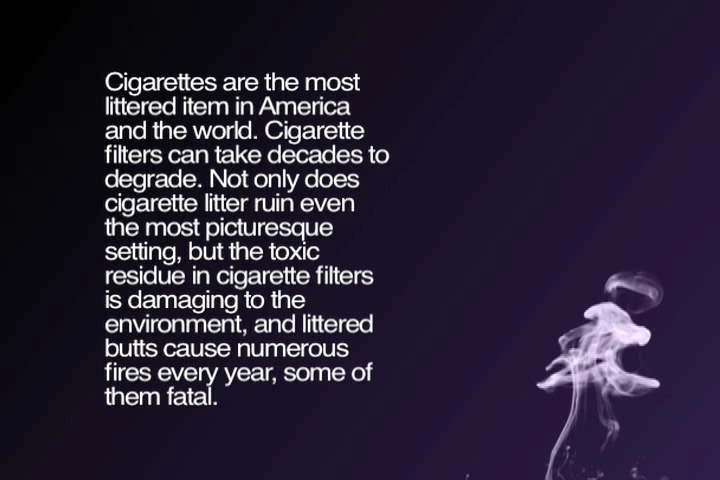 Cigarettes are the most
littered item in America
and the world. Cigarette
filters can take decades to
degrade. Not only does
cigarette litter ruin even
the most picturesque
setting, but the toxic
residue in cigarette filters
is damaging to the
environment, and littered
butts cause numerous
fires every year, some of
them fatal.